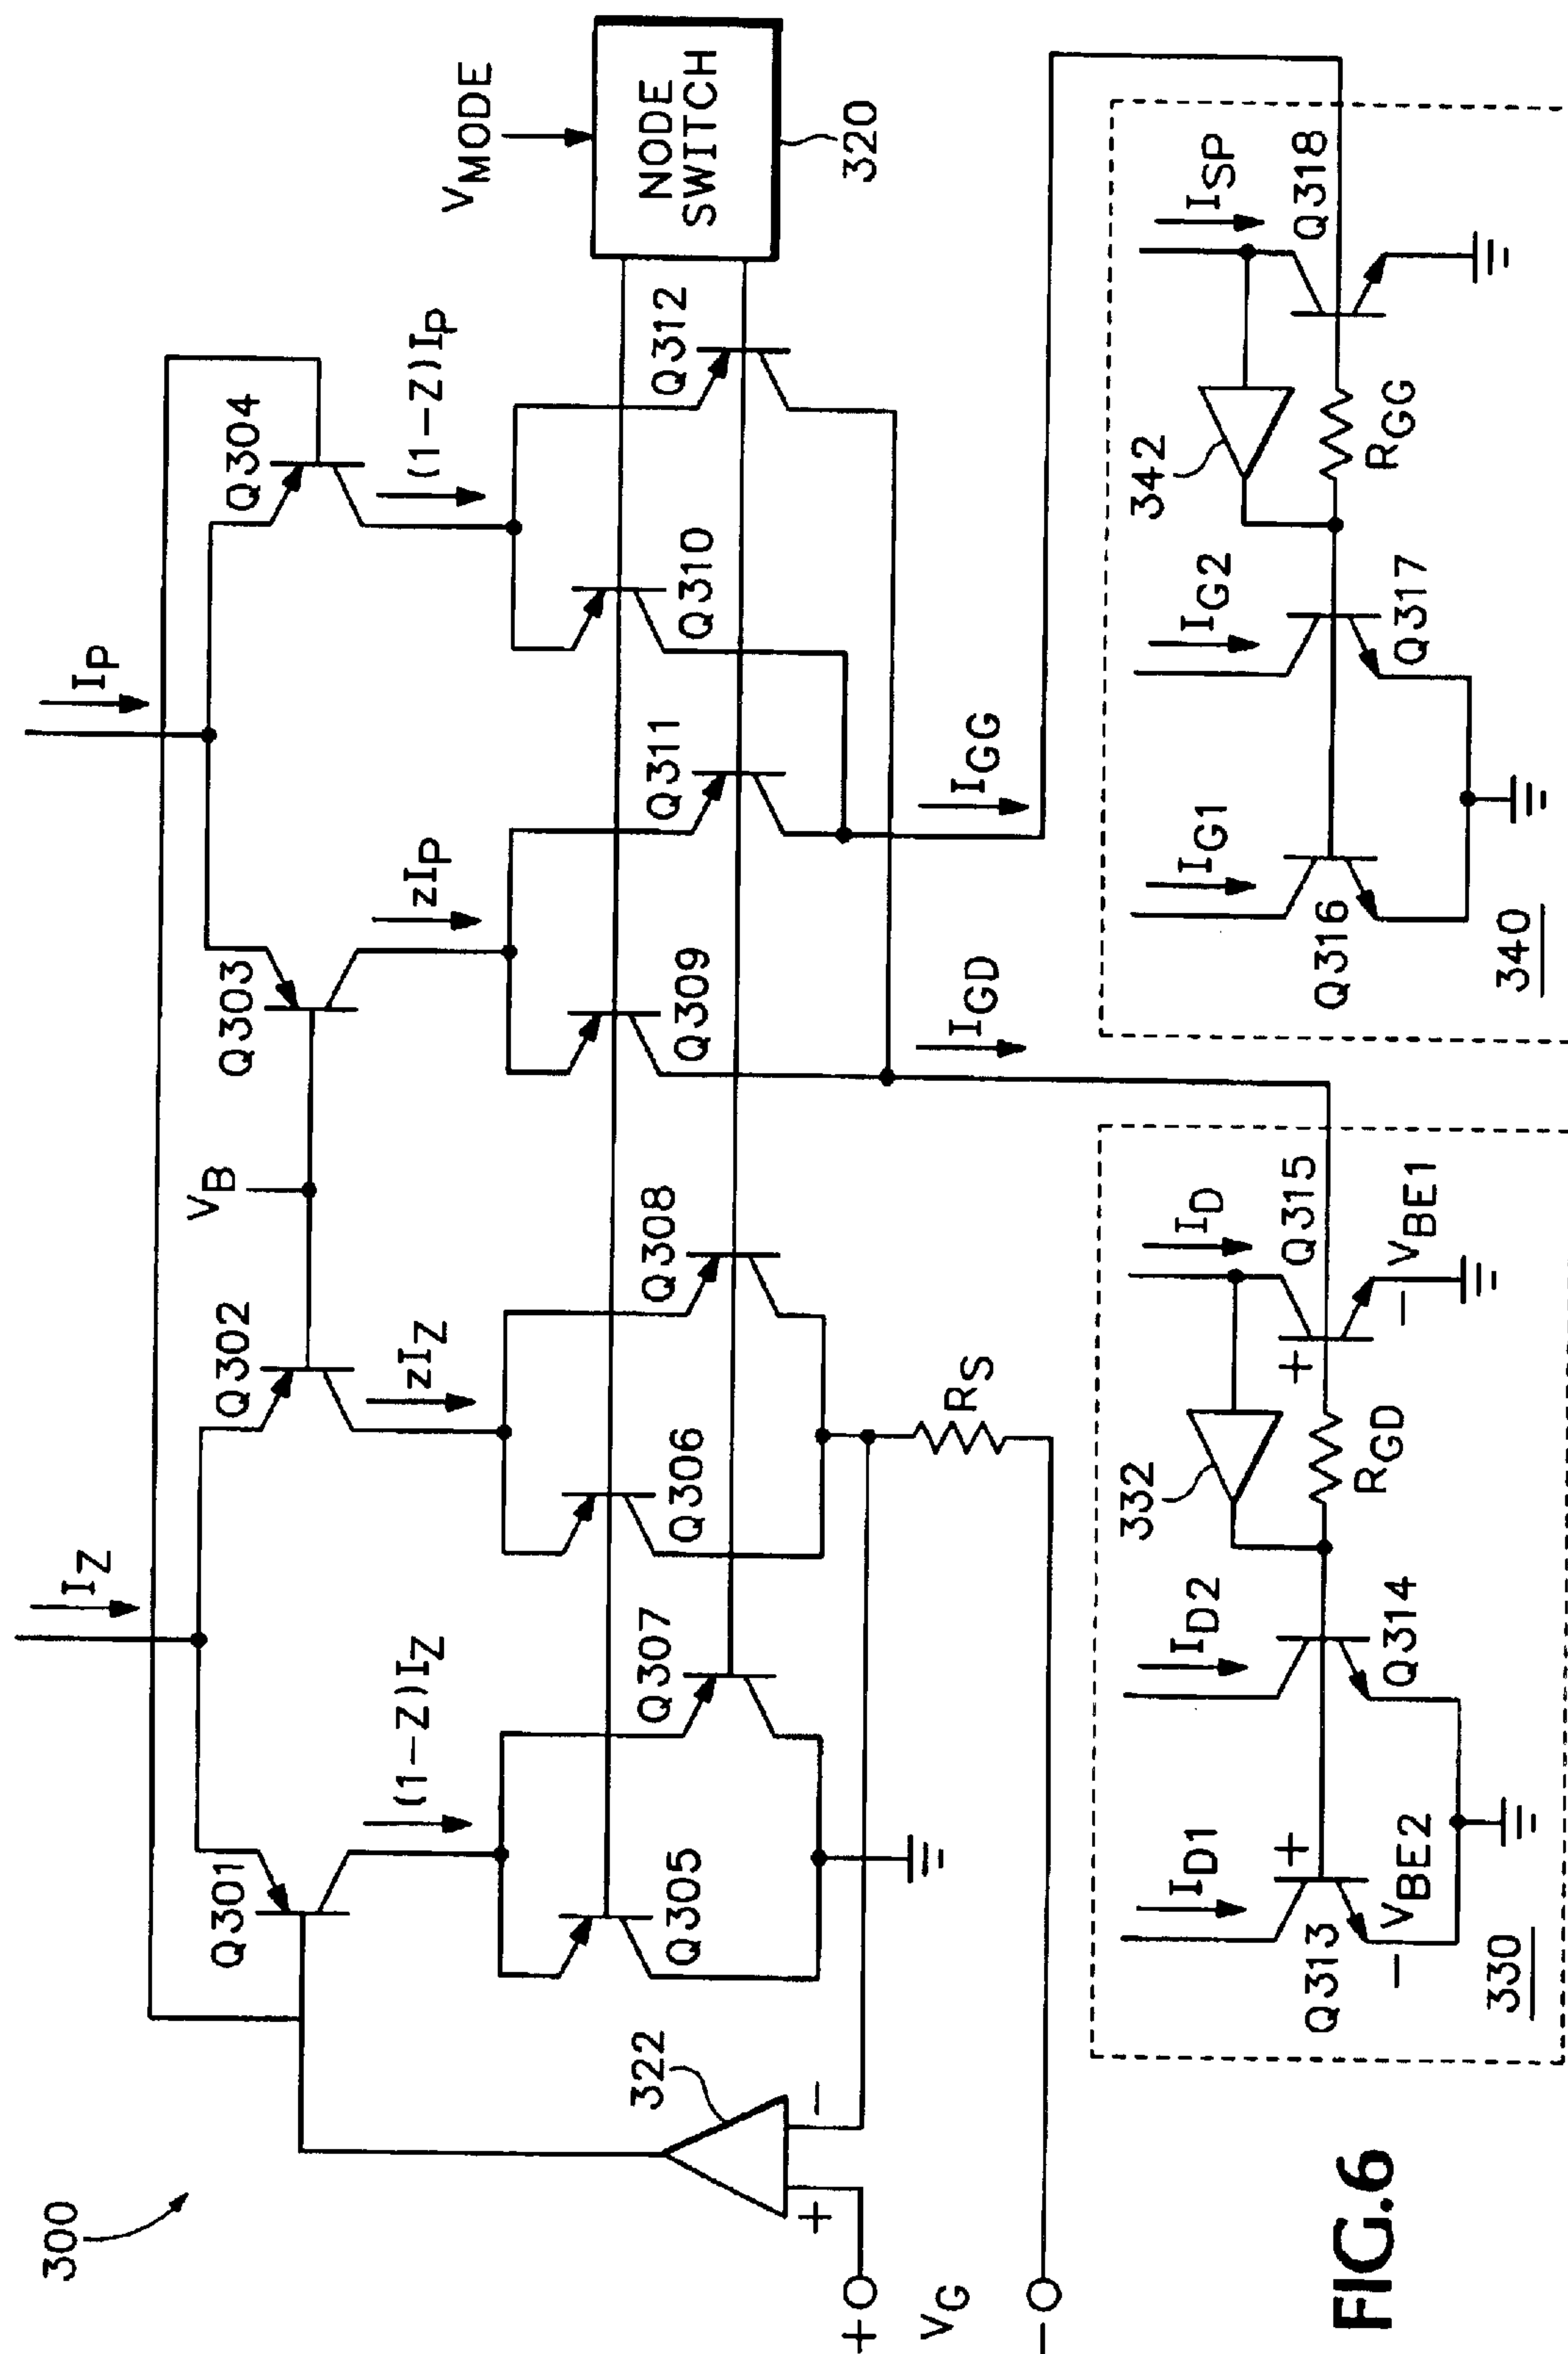 300
I_Z
I_P
V_MODE
NODE
SWITCH
320
Q301
Q302
V_B
Q303
Q304
(1-Z)I_Z
zI_Z
zI_P
(1-Z)I_P
322
Q305
Q307
Q306
Q308
Q309
Q311
Q310
Q312
+
-
+
V_G
-
R_S
I_GD
I_GG
I_D1
I_D2
332
I_D
Q313
+
V_BE2
-
Q314
R_GD
+
Q315
-
V_BE1
330
I_G1
I_G2
342
I_SP
Q316
Q317
R_GG
Q318
340
FIG.6